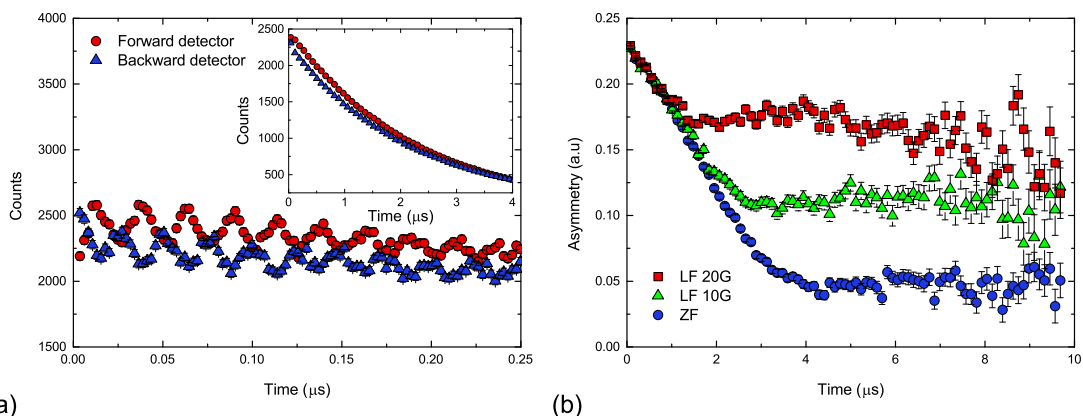 4000
3500
3000
2500
2000
1500
Counts
0.00
0.05
0.10
0.15
0.20
0.25
Time (μs)
Forward detector
Backward detector
2500
2000
1500
1000
500
Counts
0
1
2
3
4
Time (μs)
a)
0.25
0.20
0.15
0.10
0.05
0.00
Asymmetry (a.u)
LF 20G
LF 10G
ZF
0
2
4
6
8
10
Time (μs)
(b)